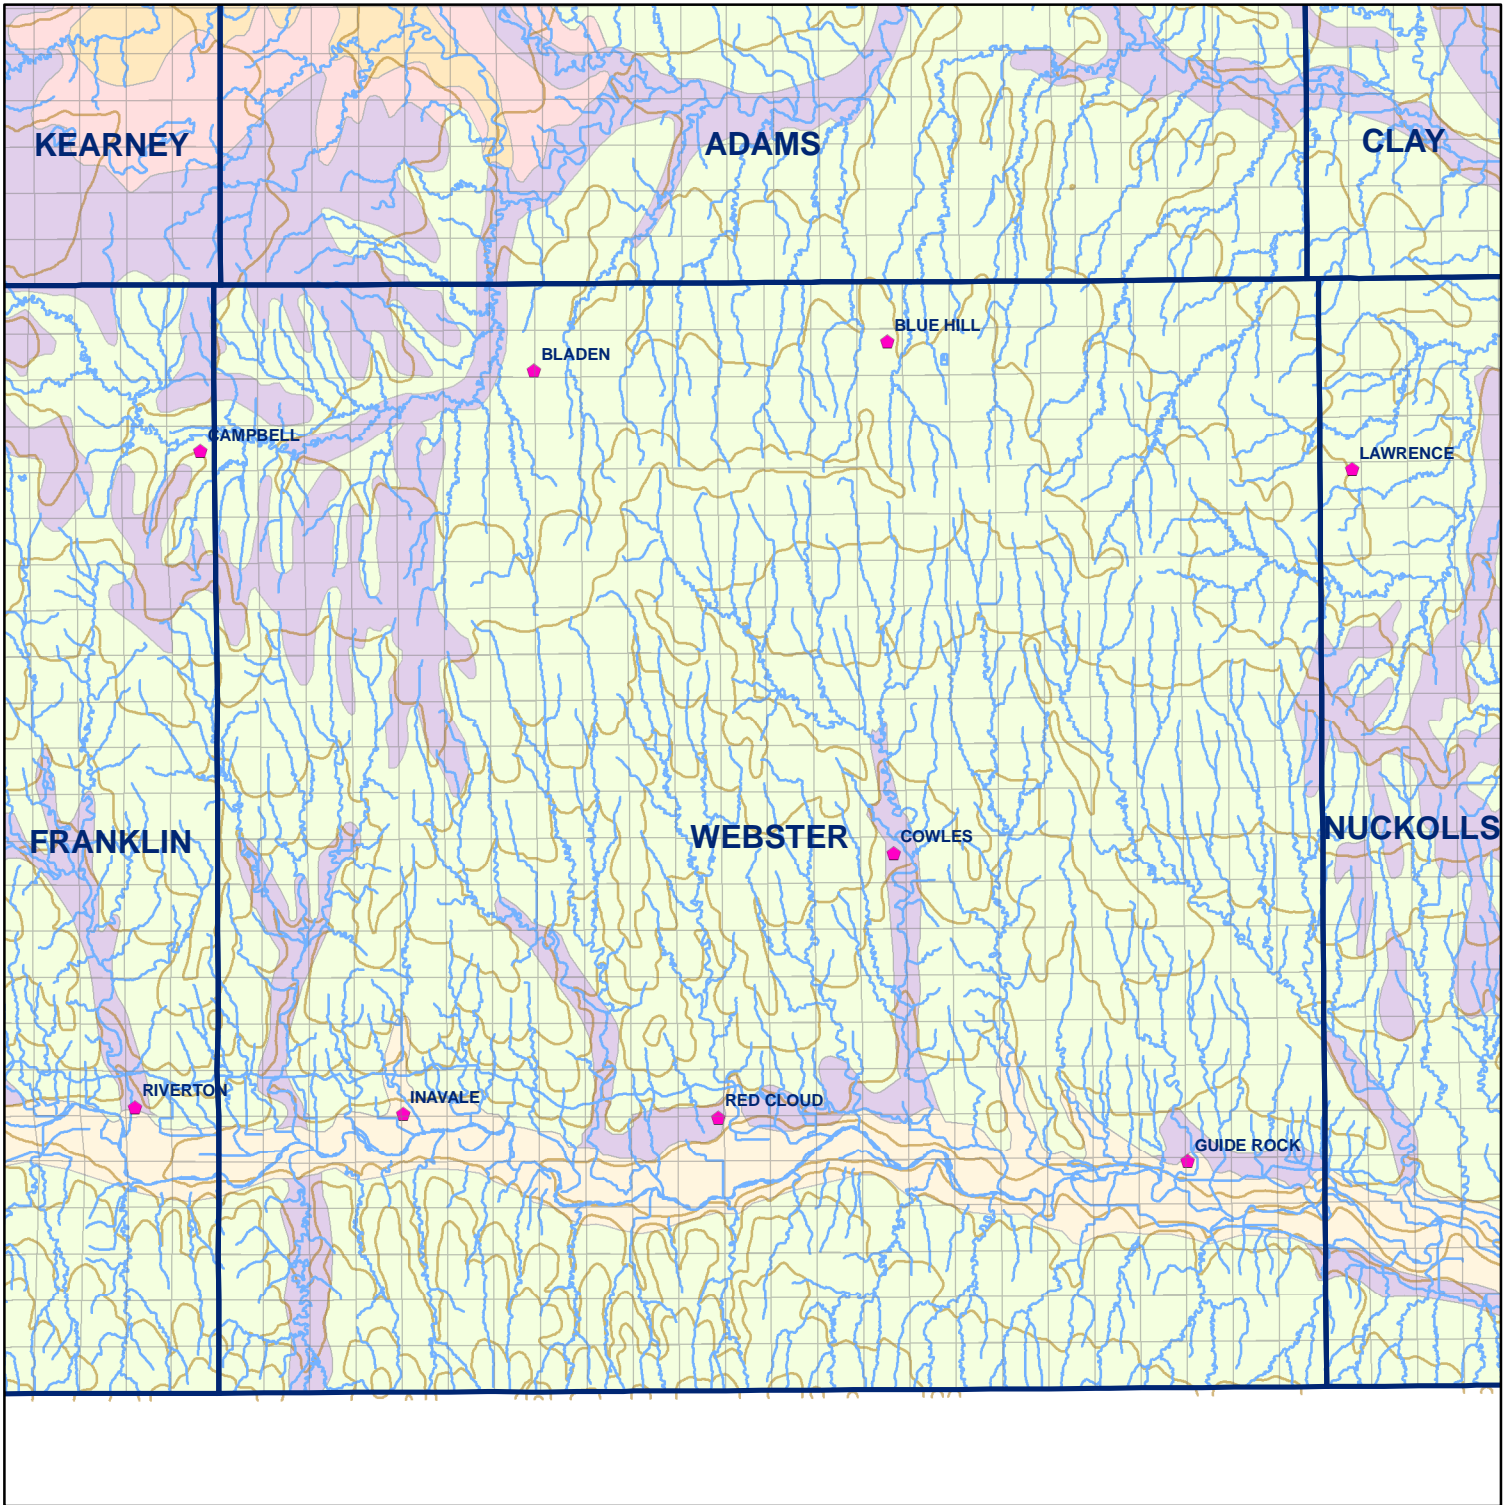 KEARNEY
ADAMS
CLAY
BLUE HILL
BLADEN
CAMPBELL
LAWRENCE
FRANKLIN
WEBSTER
COWLES
NUCKOLLS
RIVERTON
INAVALE
RED CLOUD
GUIDE ROCK